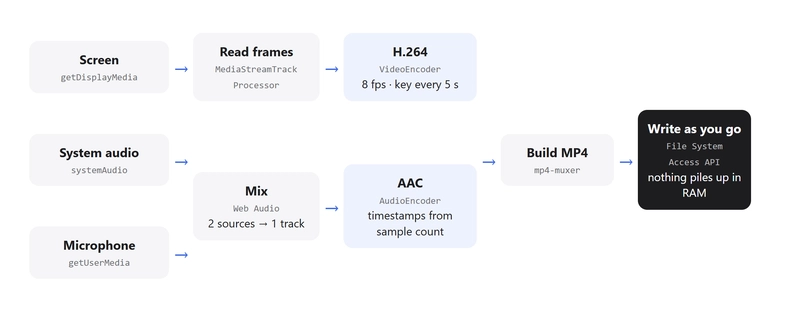 Screen
getDisplayMedia
→
Read frames
MediaStreamTrack
Processor
→
H.264
VideoEncoder
8 fps · key every 5 s
System audio
systemAudio
→
Microphone
getUserMedia
→
Mix
Web Audio
2 sources → 1 track
→
AAC
AudioEncoder
timestamps from
sample count
→
Build MP4
mp4-muxer
→
Write as you go
File System
Access API
nothing piles up in
RAM